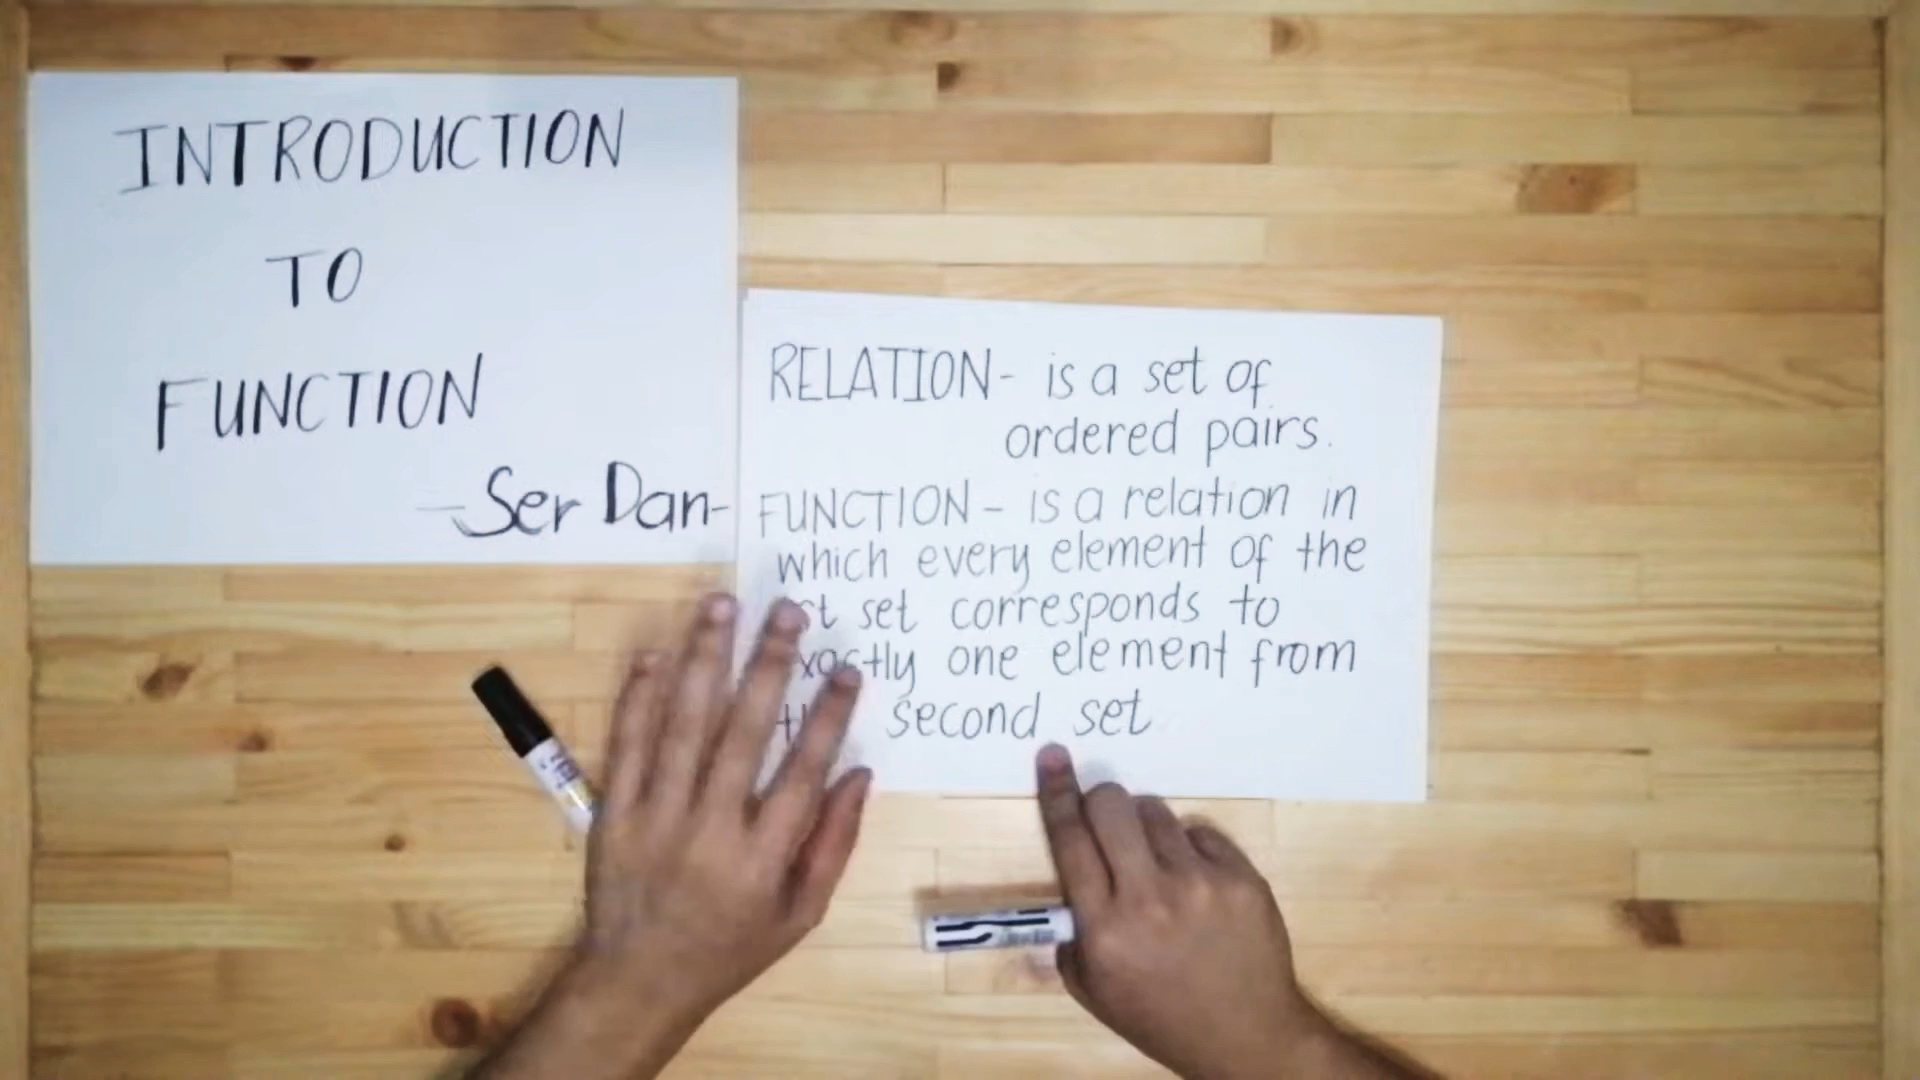 INTRODUCTION
TO
FUNCTION
-Ser Dan-
RELATION- is a set of
ordered pairs.
FUNCTION- is a relation in
which every element of the
set corresponds to
one element from
second set